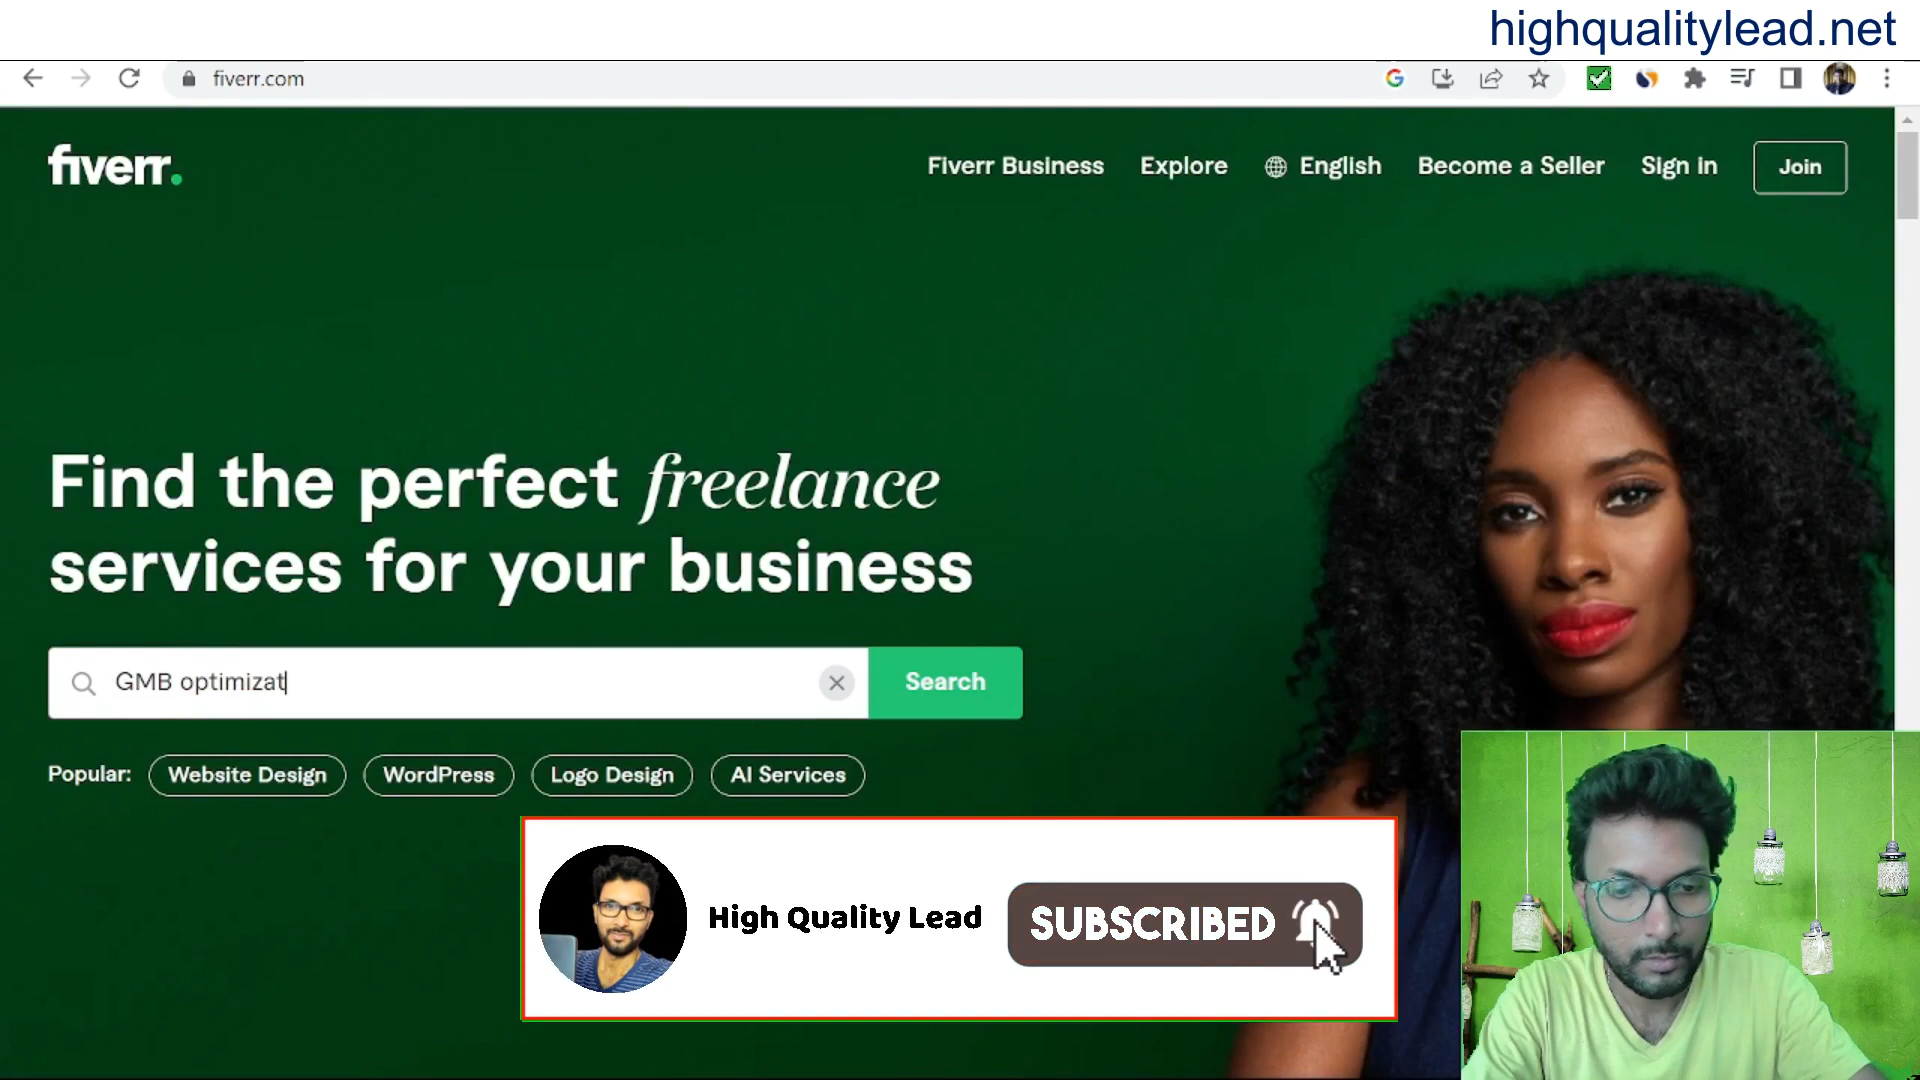 highqualitylead.net
fiverr.com
fiverr.
Fiverr Business Explore English Become a Seller Sign in Join
Find the perfect freelance
services for your business
GMB optimizat
Search
Popular: Website Design WordPress Logo Design AI Services
High Quality Lead SUBSCRIBED